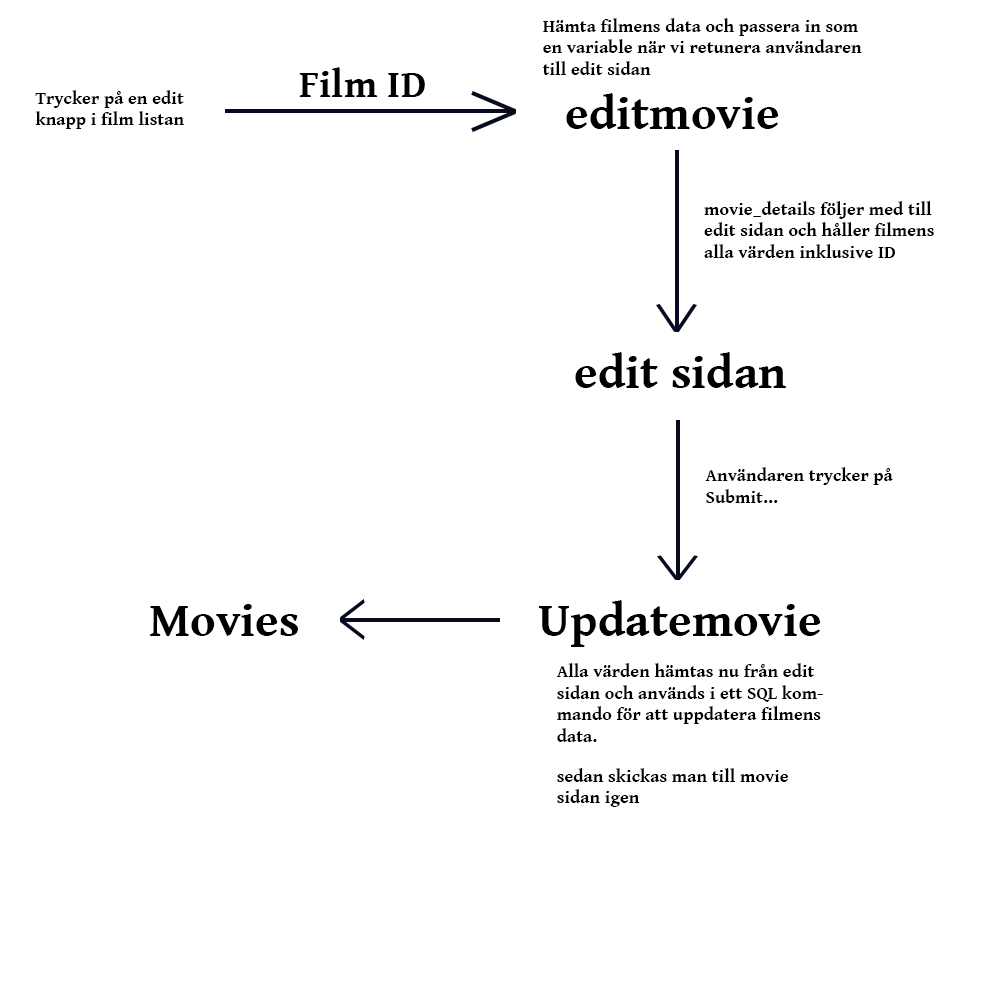 Trycker på en edit
knapp i film listan
Film ID
Hämta filmens data och passera in som
en variable när vi retunera användaren
till edit sidan
editmovie
movie_details följer med till
edit sidan och håller filmens
alla värden inklusive ID
edit sidan
Användaren trycker på
Submit...
Updatemovie
Alla värden hämtas nu från edit
sidan och används i ett SQL kom-
mando för att uppdatera filmens
data.
sedan skickas man till movie
sidan igen
Movies